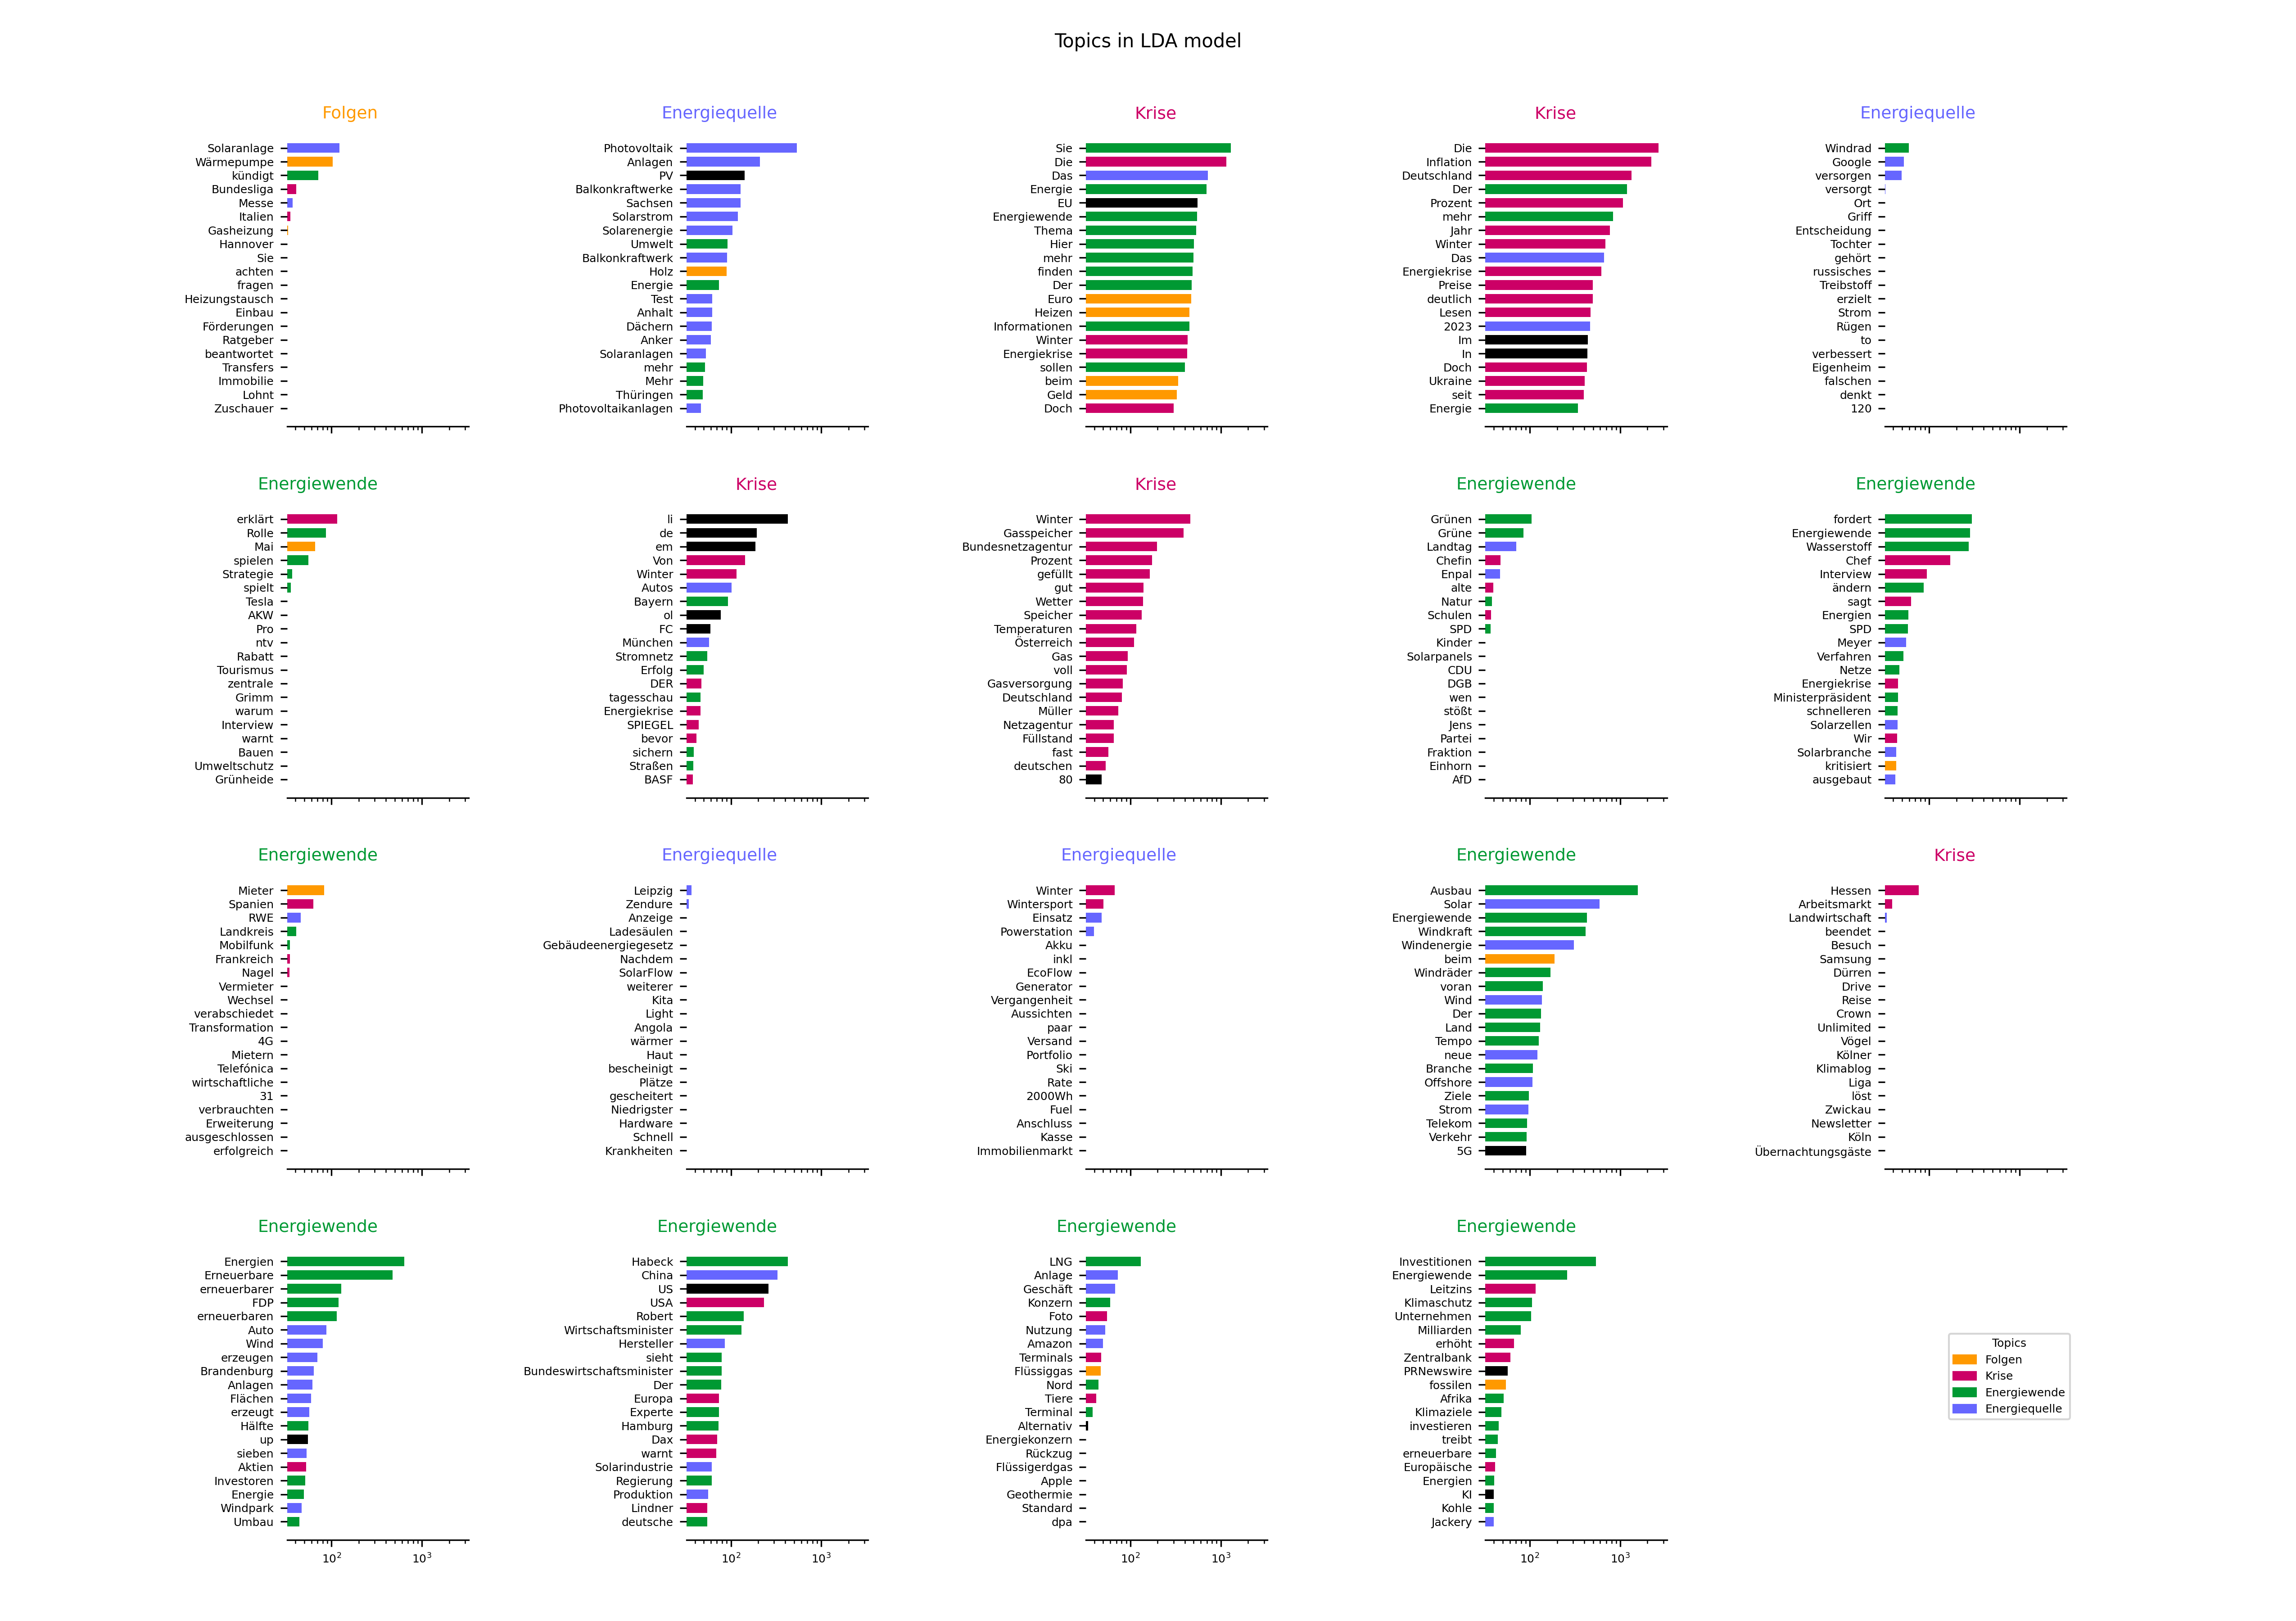 Topics in LDA model
Folgen
Solaranlage
Wärmepumpe
kündigt
Bundesliga
Messe
Italien
Gasheizung
Hannover
Sie
achten
fragen
Heizungstausch
Einbau
Förderungen
Ratgeber
beantwortet
Transfers
Immobilie
Lohnt
Zuschauer
Energiequelle
Photovoltaik
Anlagen
PV
Balkonkraftwerke
Sachsen
Solarstrom
Solarenergie
Umwelt
Balkonkraftwerk
Holz
Energie
Test
Anhalt
Dächern
Anker
Solaranlagen
mehr
Mehr
Thüringen
Photovoltaikanlagen
Krise
Sie
Die
Das
Energie
EU
Energiewende
Thema
Hier
mehr
finden
Der
Euro
Heizen
Informationen
Winter
Energiekrise
sollen
beim
Geld
Doch
Krise
Die
Inflation
Deutschland
Der
Prozent
mehr
Jahr
Winter
Das
Energiekrise
Preise
deutlich
Lesen
2023
Im
In
Doch
Ukraine
seit
Energie
Energiequelle
Windrad
Google
versorgen
versorgt
Ort
Griff
Entscheidung
Tochter
gehört
russisches
Treibstoff
erzielt
Strom
Rügen
to
verbessert
Eigenheim
falschen
denkt
120
Energiewende
erklärt
Rolle
Mai
spielen
Strategie
spielt
Tesla
AKW
Pro
ntv
Rabatt
Tourismus
zentrale
Grimm
warum
Interview
warnt
Bauen
Umweltschutz
Grünheide
Krise
li
de
em
Von
Winter
Autos
Bayern
ol
FC
München
Stromnetz
Erfolg
DER
tagesschau
Energiekrise
SPIEGEL
bevor
sichern
Straßen
BASF
Krise
Winter
Gasspeicher
Bundesnetzagentur
Prozent
gefüllt
gut
Wetter
Speicher
Temperaturen
Österreich
Gas
voll
Gasversorgung
Deutschland
Müller
Netzagentur
Füllstand
fast
deutschen
80
Energiewende
Grünen
Grüne
Landtag
Chefin
Enpal
alte
Natur
Schulen
SPD
Kinder
Solarpanels
CDU
DGB
wen
stößt
Jens
Partei
Fraktion
Einhorn
AfD
Energiewende
fordert
Energiewende
Wasserstoff
Chef
Interview
ändern
sagt
Energien
SPD
Meyer
Verfahren
Netze
Energiekrise
Ministerpräsident
schnelleren
Solarzellen
Wir
Solarbranche
kritisiert
ausgebaut
Energiewende
Mieter
Spanien
RWE
Landkreis
Mobilfunk
Frankreich
Nagel
Vermieter
Wechsel
verabschiedet
Transformation
4G
Mietern
Telefónica
wirtschaftliche
31
verbrauchten
Erweiterung
ausgeschlossen
erfolgreich
Energiequelle
Leipzig
Zendure
Anzeige
Ladesäulen
Gebäudeenergiegesetz
Nachdem
SolarFlow
weiterer
Kita
Light
Angola
wärmer
Haut
bescheinigt
Plätze
gescheitert
Niedrigster
Hardware
Schnell
Krankheiten
Energiequelle
Winter
Wintersport
Einsatz
Powerstation
Akku
inkl
EcoFlow
Generator
Vergangenheit
Aussichten
paar
Versand
Portfolio
Ski
Rate
2000Wh
Fuel
Anschluss
Kasse
Immobilienmarkt
Energiewende
Ausbau
Solar
Energiewende
Windkraft
Windenergie
beim
Windräder
voran
Wind
Der
Land
Tempo
neue
Branche
Offshore
Ziele
Strom
Telekom
Verkehr
5G
Krise
Hessen
Arbeitsmarkt
Landwirtschaft
beendet
Besuch
Samsung
Dürren
Drive
Reise
Crown
Unlimited
Vögel
Kölner
Klimablog
Liga
löst
Zwickau
Newsletter
Köln
Übernachtungsgäste
Energiewende
Energien
Erneuerbare
erneuerbarer
FDP
erneuerbaren
Auto
Wind
erzeugen
Brandenburg
Anlagen
Flächen
erzeugt
Hälfte
up
sieben
Aktien
Investoren
Energie
Windpark
Umbau
10² 10³
Energiewende
Habeck
China
US
USA
Robert
Wirtschaftsminister
Hersteller
sieht
Bundeswirtschaftsminister
Der
Europa
Experte
Hamburg
Dax
warnt
Solarindustrie
Regierung
Produktion
Lindner
deutsche
10² 10³
Energiewende
LNG
Anlage
Geschäft
Konzern
Foto
Nutzung
Amazon
Terminals
Flüssiggas
Nord
Tiere
Terminal
Alternativ
Energiekonzern
Rückzug
Flüssigerdgas
Apple
Geothermie
Standard
dpa
10² 10³
Energiewende
Investitionen
Energiewende
Leitzins
Klimaschutz
Unternehmen
Milliarden
erhöht
Zentralbank
PRNewswire
fossilen
Afrika
Klimaziele
investieren
treibt
erneuerbare
Europäische
Energien
KI
Kohle
Jackery
10² 10³
Topics
Folgen
Krise
Energiewende
Energiequelle